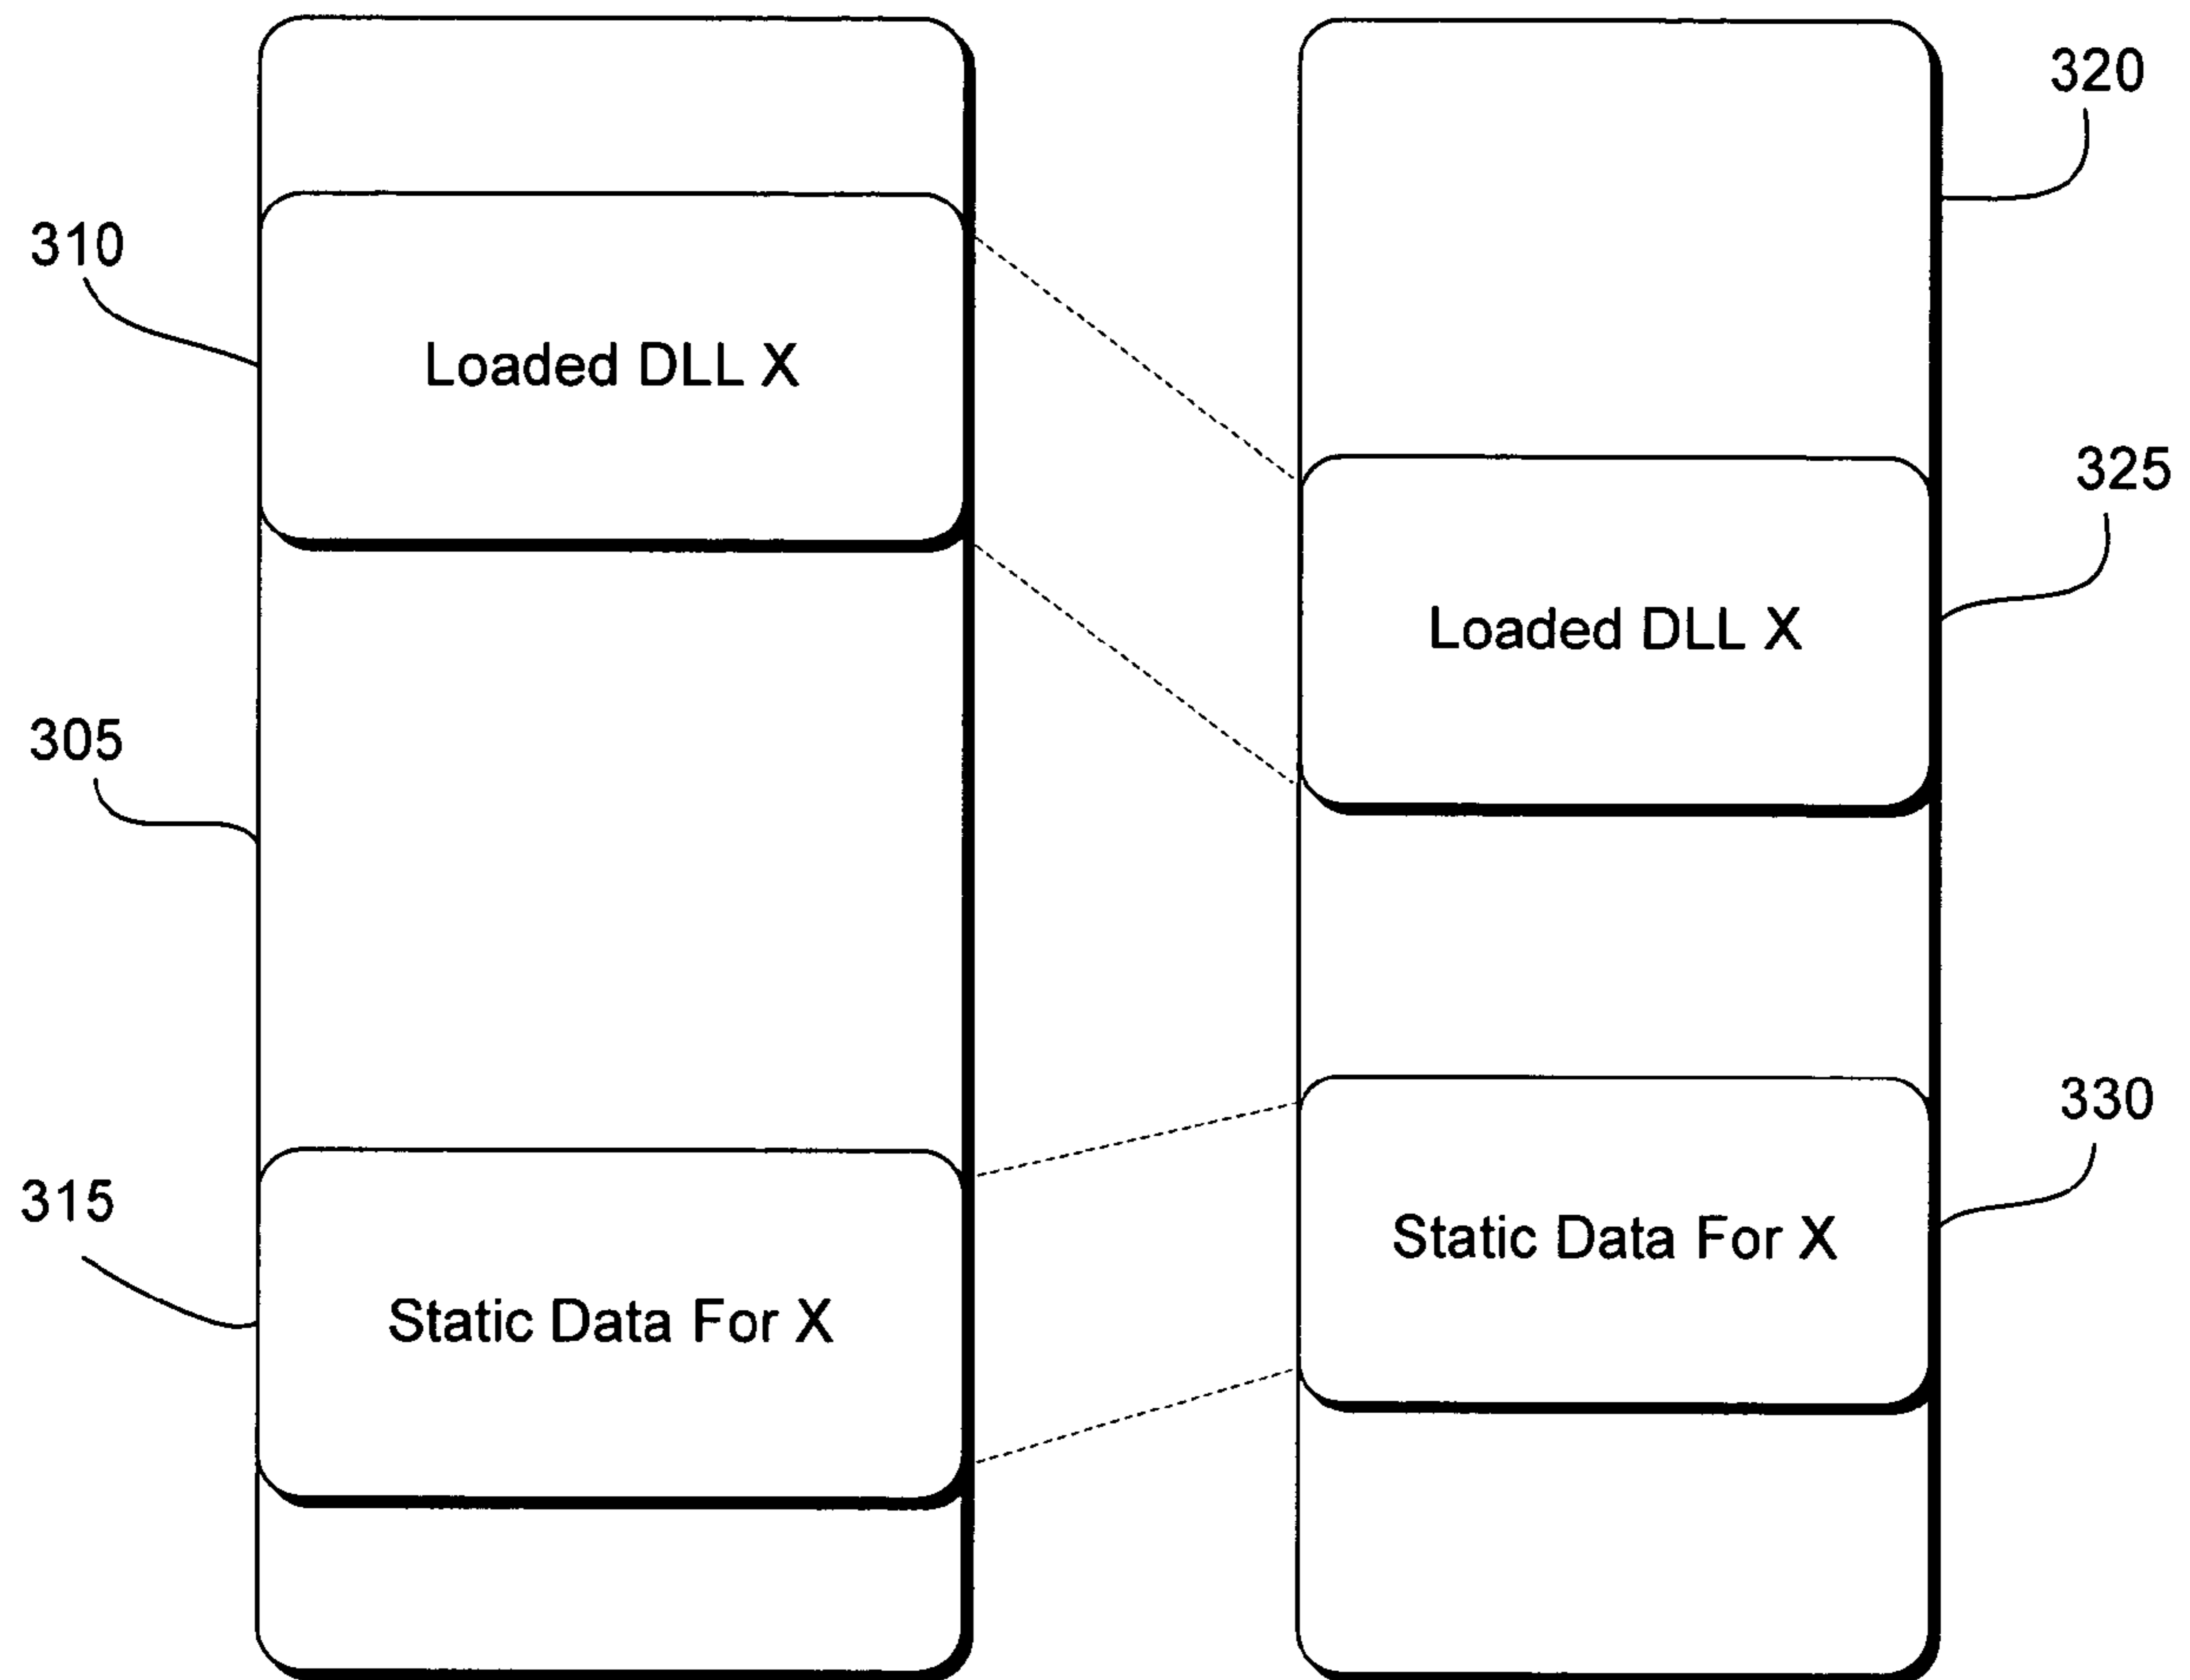 320
310
Loaded DLL X
325
Loaded DLL X
305
330
315
Static Data For X
Static Data For X